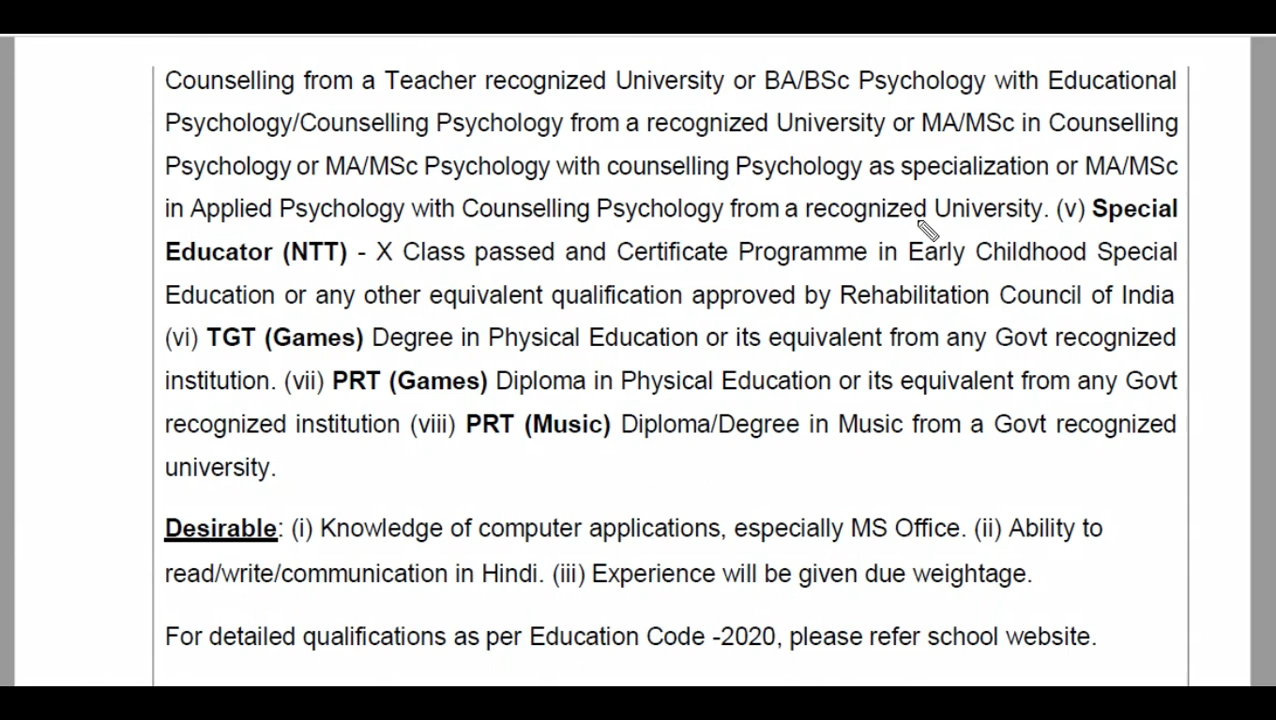 Counselling from a Teacher recognized University or BA/BSc Psychology with Educational
Psychology/Counselling Psychology from a recognized University or MA/MSc in Counselling
Psychology or MA/MSc Psychology with counselling Psychology as specialization or MA/MSc
in Applied Psychology with Counselling Psychology from a recognized University. (v) Special
Educator (NTT) - X Class passed and Certificate Programme in Early Childhood Special
Education or any other equivalent qualification approved by Rehabilitation Council of India
(vi) TGT (Games) Degree in Physical Education or its equivalent from any Govt recognized
institution. (vii) PRT (Games) Diploma in Physical Education or its equivalent from any Govt
recognized institution (viii) PRT (Music) Diploma/Degree in Music from a Govt recognized
university.
Desirable: (i) Knowledge of computer applications, especially MS Office. (ii) Ability to
read/write/communication in Hindi. (iii) Experience will be given due weightage.
For detailed qualifications as per Education Code -2020, please refer school website.